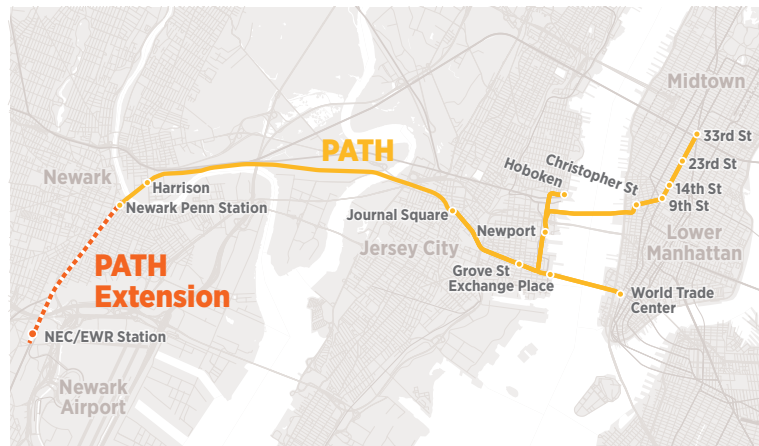 Midtown
33rd St
PATH
Christopher St
23rd St
Hoboken
Newark
14th St
Harrison
9th St
Newark Penn Station
Journal Square
Newport
Lower
Manhattan
Jersey City
PATH
Extension
Grove St
Exchange Place
World Trade
Center
NEC/EWR Station
Newark
Airport